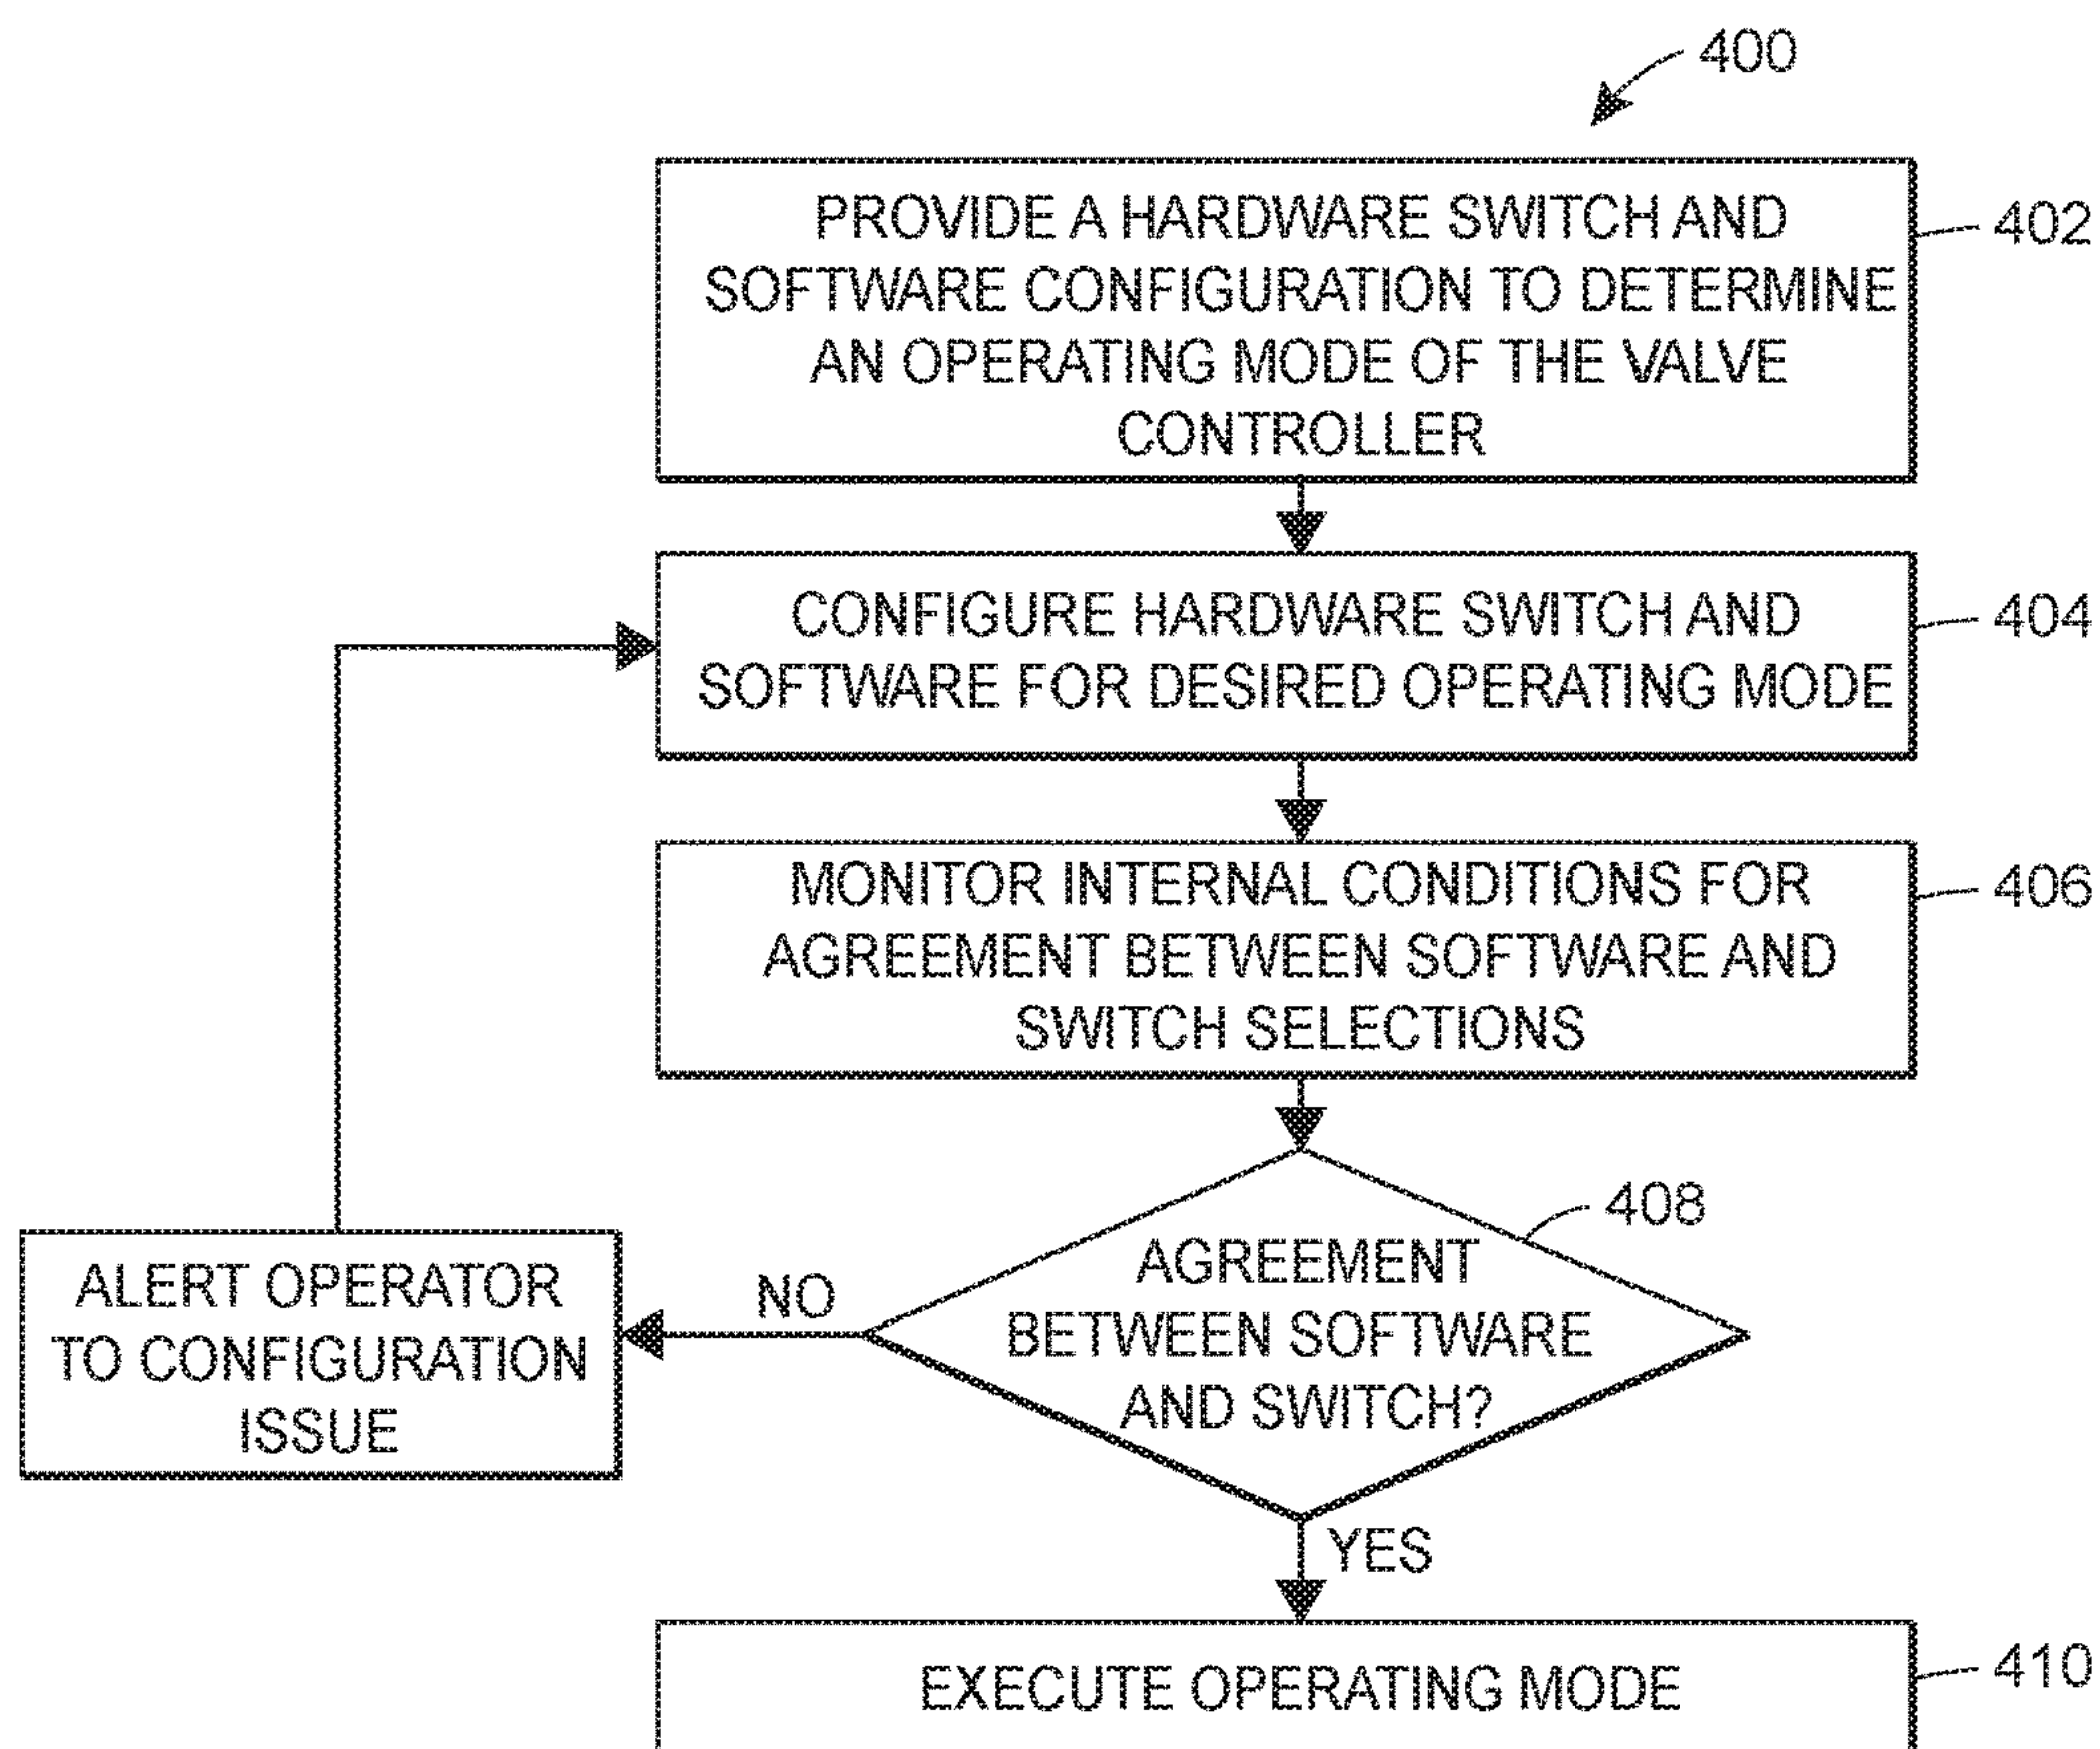 400
PROVIDE A HARDWARE SWITCH AND
SOFTWARE CONFIGURATION TO DETERMINE
AN OPERATING MODE OF THE VALVE
CONTROLLER
402
CONFIGURE HARDWARE SWITCH AND
SOFTWARE FOR DESIRED OPERATING MODE
404
MONITOR INTERNAL CONDITIONS FOR
AGREEMENT BETWEEN SOFTWARE AND
SWITCH SELECTIONS
406
AGREEMENT
BETWEEN SOFTWARE
AND SWITCH?
408
NO
ALERT OPERATOR
TO CONFIGURATION
ISSUE
YES
EXECUTE OPERATING MODE
410